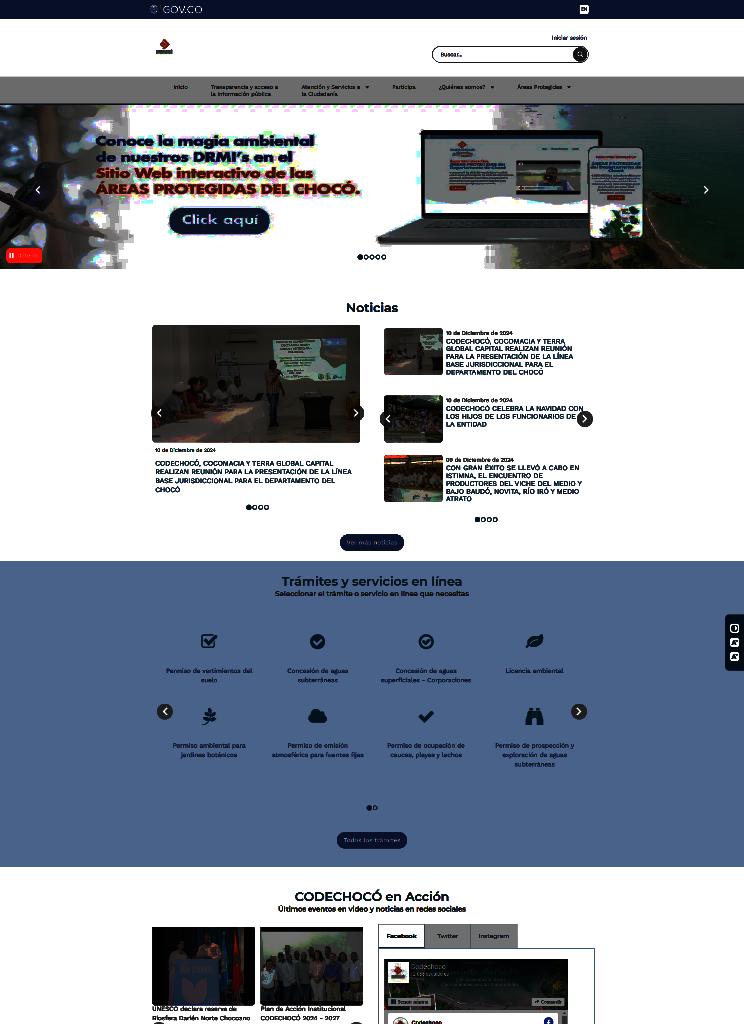 GOV.CO
EN
Iniciar sesión
Buscar...
Inicio
Transparencia y acceso a
la información pública
Atención y Servicios a
la Ciudadanía
Participa
¿Quiénes somos?
Áreas Protegidas
Conoce la magia ambiental
de nuestros DRMI's en el
Sitio Web interactivo de las
ÁREAS PROTEGIDAS DEL CHOCÓ.
Click aquí
Noticias
10 de Diciembre de 2024
CODECHOCÓ, COCOMACIA Y TERRA GLOBAL CAPITAL
REALIZAN REUNIÓN PARA LA PRESENTACIÓN DE LA LÍNEA
BASE JURISDICCIONAL PARA EL DEPARTAMENTO DEL
CHOCÓ
10 de Diciembre de 2024
CODECHOCÓ, COCOMACIA Y TERRA
GLOBAL CAPITAL REALIZAN REUNIÓN
PARA LA PRESENTACIÓN DE LA LÍNEA
BASE JURISDICCIONAL PARA EL
DEPARTAMENTO DEL CHOCÓ
10 de Diciembre de 2024
CODECHOCÓ CELEBRA LA NAVIDAD CON
LOS HIJOS DE LOS FUNCIONARIOS DE
LA ENTIDAD
09 de Diciembre de 2024
CON GRAN ÉXITO SE LLEVÓ A CABO EN
ISTMINA, EL ENCUENTRO DE
PRODUCTORES DEL VICHE DEL MEDIO Y
BAJO BAUDÓ, NOVITA, RÍO IRÓ Y MEDIO
ATRATO
Ver más noticias
Trámites y servicios en línea
Seleccionar el trámite o servicio en línea que necesitas
Permiso de vertimientos del
suelo
Concesión de aguas
subterráneas
Concesión de aguas
superficiales - Corporaciones
Licencia ambiental
Permiso ambiental para
jardines botánicos
Permiso de emisión
atmosférica para fuentes fijas
Permiso de ocupación de
cauces, playas y lechos
Permiso de prospección y
exploración de aguas
subterráneas
Todos los trámites
CODECHOCÓ en Acción
Últimos eventos en video y noticias en redes sociales
UNESCO declara reserva de
Biosfera Darién Norte Chocoano
Plan de Acción Institucional
CODECHOCÓ 2024 - 2027
Facebook
Twitter
Instagram
Codechocó
Seguir página
Compartir
Codechoco